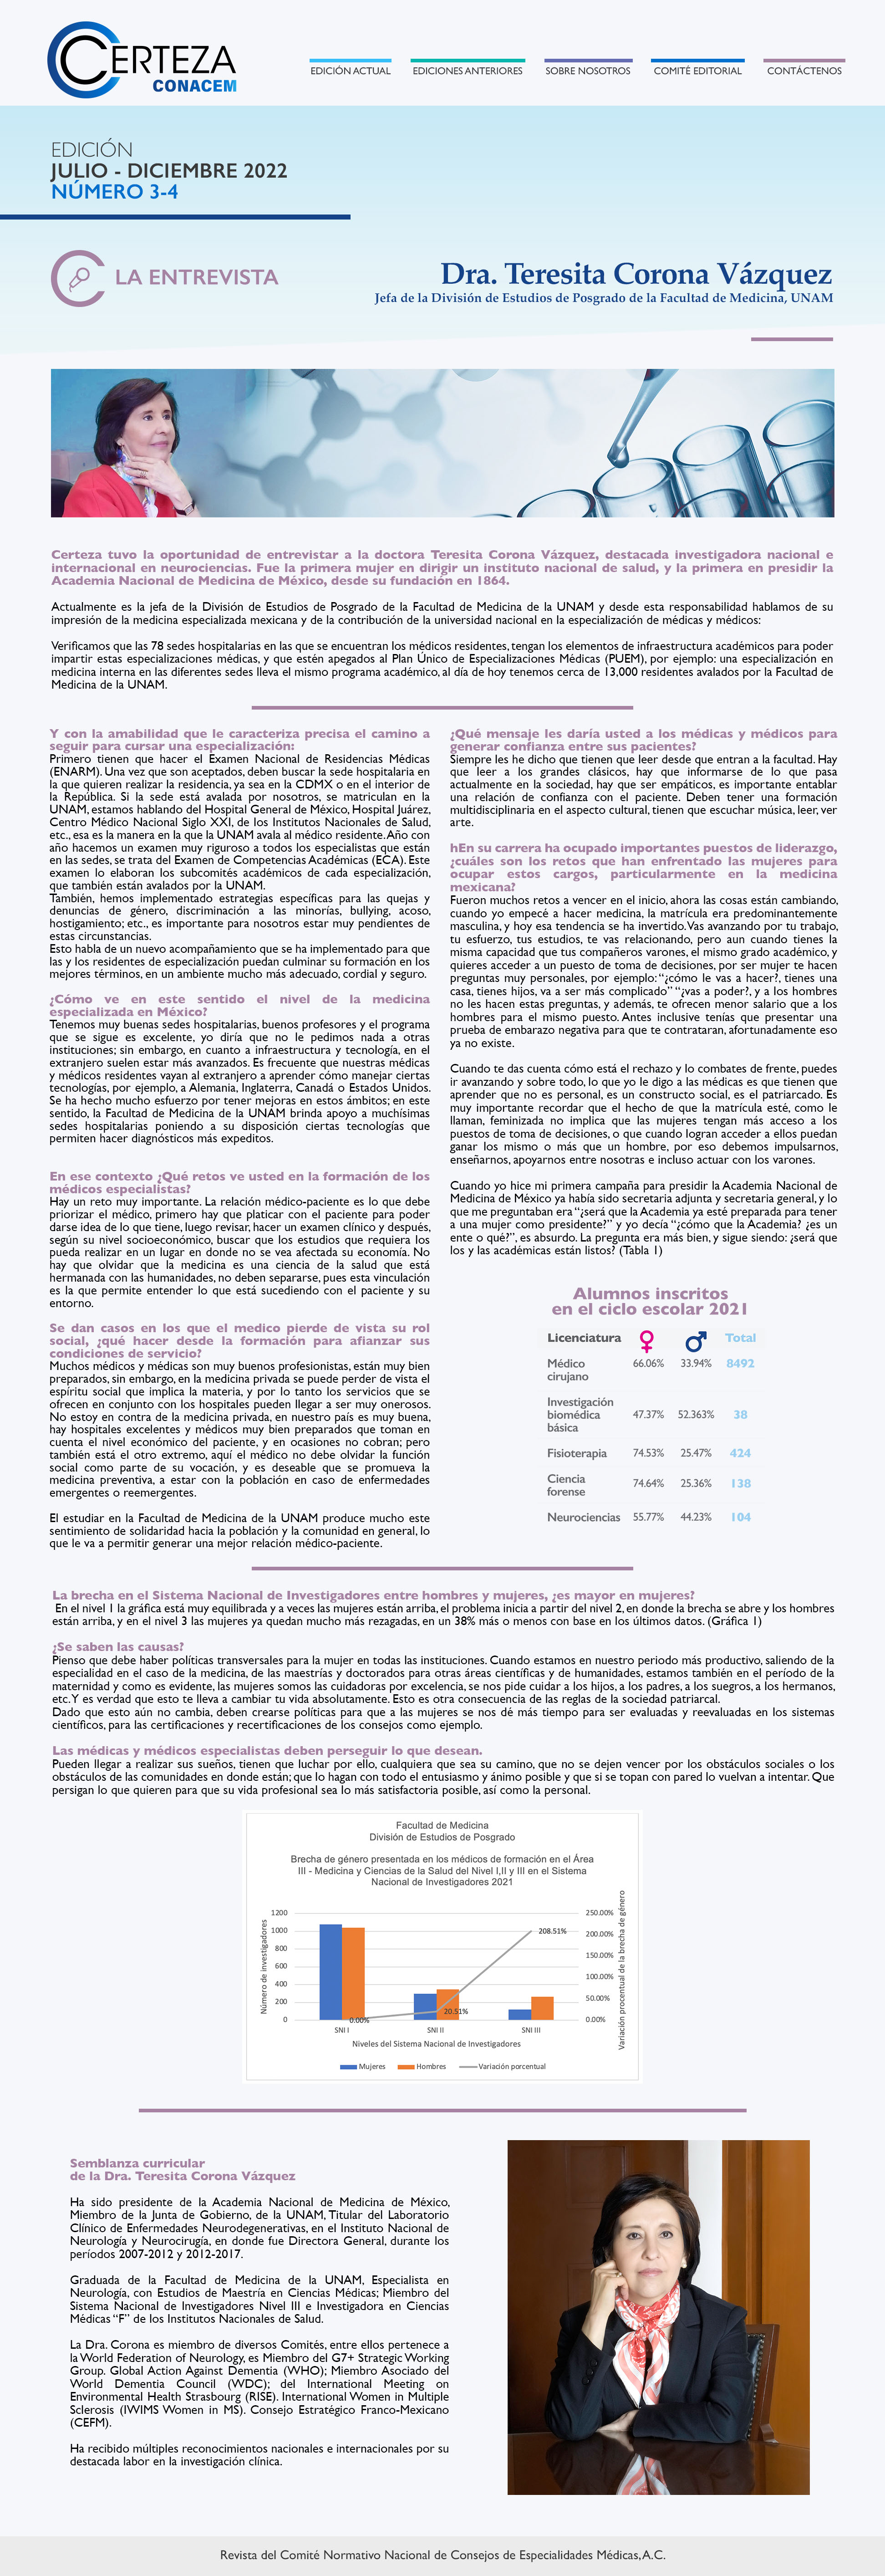 CERTEZA
CONACEM
EDICIÓN ACTUAL
EDICIONES ANTERIORES
SOBRE NOSOTROS
COMITÉ EDITORIAL
CONTÁCTENOS
EDICIÓN
JULIO - DICIEMBRE 2022
NÚMERO 3-4
LA ENTREVISTA
Dra. Teresita Corona Vázquez
Jefa de la División de Estudios de Posgrado de la Facultad de Medicina, UNAM
Certeza tuvo la oportunidad de entrevistar a la doctora Teresita Corona Vázquez, destacada investigadora nacional e
internacional en neurociencias. Fue la primera mujer en dirigir un instituto nacional de salud, y la primera en presidir la
Academia Nacional de Medicina de México, desde su fundación en 1864.
Actualmente es la jefa de la División de Estudios de Posgrado de la Facultad de Medicina de la UNAM y desde esta responsabilidad hablamos de su
impresión de la medicina especializada mexicana y de la contribución de la universidad nacional en la especialización de médicas y médicos:
Verificamos que las 78 sedes hospitalarias en las que se encuentran los médicos residentes, tengan los elementos de infraestructura académicos para poder
impartir estas especializaciones médicas, y que estén apegados al Plan Único de Especializaciones Médicas (PUEM), por ejemplo: una especialización en
medicina interna en las diferentes sedes lleva el mismo programa académico, al día de hoy tenemos cerca de 13,000 residentes avalados por la Facultad de
Medicina de la UNAM.
Y con la amabilidad que le caracteriza precisa el camino a
seguir para cursar una especialización:
Primero tienen que hacer el Examen Nacional de Residencias Médicas
(ENARM). Una vez que son aceptados, deben buscar la sede hospitalaria en
la que quieren realizar la residencia, ya sea en la CDMX o en el interior de
la República. Si la sede está avalada por nosotros, se matriculan en la
UNAM, estamos hablando del Hospital General de México, Hospital Juárez,
Centro Médico Nacional Siglo XXI, de los Institutos Nacionales de Salud,
etc., esa es la manera en la que la UNAM avala al médico residente. Año con
año hacemos un examen muy riguroso a todos los especialistas que están
en las sedes, se trata del Examen de Competencias Académicas (ECA). Este
examen lo elaboran los subcomités académicos de cada especialización,
que también están avalados por la UNAM.
También, hemos implementado estrategias específicas para las quejas y
denuncias de género, discriminación a las minorías, bullying, acoso,
hostigamiento; etc., es importante para nosotros estar muy pendientes de
estas circunstancias.
Esto habla de un nuevo acompañamiento que se ha implementado para que
las y los residentes de especialización puedan culminar su formación en los
mejores términos, en un ambiente mucho más adecuado, cordial y seguro.
¿Cómo ve en este sentido el nivel de la medicina
especializada en México?
Tenemos muy buenas sedes hospitalarias, buenos profesores y el programa
que se sigue es excelente, yo diría que no le pedimos nada a otras
instituciones; sin embargo, en cuanto a infraestructura y tecnología, en el
extranjero suelen estar más avanzados. Es frecuente que nuestras médicas
y médicos residentes vayan al extranjero a aprender cómo manejar ciertas
tecnologías, por ejemplo, a Alemania, Inglaterra, Canadá o Estados Unidos.
Se ha hecho mucho esfuerzo por tener mejoras en estos ámbitos; en este
sentido, la Facultad de Medicina de la UNAM brinda apoyo a muchísimas
sedes hospitalarias poniendo a su disposición ciertas tecnologías que
permiten hacer diagnósticos más expeditos.
En ese contexto ¿Qué retos ve usted en la formación de los
médicos especialistas?
Hay un reto muy importante. La relación médico-paciente es lo que debe
priorizar el médico, primero hay que platicar con el paciente para poder
darse idea de lo que tiene, luego revisar, hacer un examen clínico y después,
según su nivel socioeconómico, buscar que los estudios que requiera los
pueda realizar en un lugar en donde no se vea afectada su economía. No
hay que olvidar que la medicina es una ciencia de la salud que está
hermanada con las humanidades, no deben separarse, pues esta vinculación
es la que permite entender lo que está sucediendo con el paciente y su
entorno.
Se dan casos en los que el medico pierde de vista su rol
social, ¿qué hacer desde la formación para afianzar sus
condiciones de servicio?
Muchos médicos y médicas son muy buenos profesionistas, están muy bien
preparados, sin embargo, en la medicina privada se puede perder de vista el
espíritu social que implica la materia, y por lo tanto los servicios que se
ofrecen en conjunto con los hospitales pueden llegar a ser muy onerosos.
No estoy en contra de la medicina privada, en nuestro país es muy buena,
hay hospitales excelentes y médicos muy bien preparados que toman en
cuenta el nivel económico del paciente, y en ocasiones no cobran; pero
también está el otro extremo, aquí el médico no debe olvidar la función
social como parte de su vocación, y es deseable que se promueva la
medicina preventiva, a estar con la población en caso de enfermedades
emergentes o reemergentes.
El estudiar en la Facultad de Medicina de la UNAM produce mucho este
sentimiento de solidaridad hacia la población y la comunidad en general, lo
que le va a permitir generar una mejor relación médico-paciente.
¿Qué mensaje les daría usted a los médicas y médicos para
generar confianza entre sus pacientes?
Siempre les he dicho que tienen que leer desde que entran a la facultad. Hay
que leer a los grandes clásicos, hay que informarse de lo que pasa
actualmente en la sociedad, hay que ser empáticos, es importante entablar
una relación de confianza con el paciente. Deben tener una formación
multidisciplinaria en el aspecto cultural, tienen que escuchar música, leer, ver
arte.
hEn su carrera ha ocupado importantes puestos de liderazgo,
¿cuáles son los retos que han enfrentado las mujeres para
ocupar estos cargos, particularmente en la medicina
mexicana?
Fueron muchos retos a vencer en el inicio, ahora las cosas están cambiando,
cuando yo empecé a hacer medicina, la matrícula era predominantemente
masculina, y hoy esa tendencia se ha invertido. Vas avanzando por tu trabajo,
tu esfuerzo, tus estudios, te vas relacionando, pero aun cuando tienes la
misma capacidad que tus compañeros varones, el mismo grado académico, y
quieres acceder a un puesto de toma de decisiones, por ser mujer te hacen
preguntas muy personales, por ejemplo: “¿cómo le vas a hacer?, tienes una
casa, tienes hijos, va a ser más complicado” “¿vas a poder?, y a los hombres
no les hacen estas preguntas, y además, te ofrecen menor salario que a los
hombres para el mismo puesto. Antes inclusive tenías que presentar una
prueba de embarazo negativa para que te contrataran, afortunadamente eso
ya no existe.
Cuando te das cuenta cómo está el rechazo y lo combates de frente, puedes
ir avanzando y sobre todo, lo que yo le digo a las médicas es que tienen que
aprender que no es personal, es un constructo social, es el patriarcado. Es
muy importante recordar que el hecho de que la matrícula esté, como le
llaman, feminizada no implica que las mujeres tengan más acceso a los
puestos de toma de decisiones, o que cuando logran acceder a ellos puedan
ganar los mismo o más que un hombre, por eso debemos impulsarnos,
enseñarnos, apoyarnos entre nosotras e incluso actuar con los varones.
Cuando yo hice mi primera campaña para presidir la Academia Nacional de
Medicina de México ya había sido secretaria adjunta y secretaria general, y lo
que me preguntaban era “¿será que la Academia ya esté preparada para tener
a una mujer como presidente?” y yo decía “¿cómo que la Academia? ¿es un
ente o qué?”, es absurdo. La pregunta era más bien, y sigue siendo: ¿será que
los y las académicas están listos? (Tabla 1)
Alumnos inscritos
en el ciclo escolar 2021
Licenciatura Total
Médico
cirujano 66.06% 33.94% 8492
Investigación
biomédica
básica 47.37% 52.363% 38
Fisioterapia 74.53% 25.47% 424
Ciencia
forense 74.64% 25.36% 138
Neurociencias 55.77% 44.23% 104
La brecha en el Sistema Nacional de Investigadores entre hombres y mujeres, ¿es mayor en mujeres?
En el nivel 1 la gráfica está muy equilibrada y a veces las mujeres están arriba, el problema inicia a partir del nivel 2, en donde la brecha se abre y los hombres
están arriba, y en el nivel 3 las mujeres ya quedan mucho más rezagadas, en un 38% más o menos con base en los últimos datos. (Gráfica 1)
¿Se saben las causas?
Pienso que debe haber políticas transversales para la mujer en todas las instituciones. Cuando estamos en nuestro periodo más productivo, saliendo de la
especialidad en el caso de la medicina, de las maestrías y doctorados para otras áreas científicas y de humanidades, estamos también en el período de la
maternidad y como es evidente, las mujeres somos las cuidadoras por excelencia, se nos pide cuidar a los hijos, a los padres, a los suegros, a los hermanos,
etc. Y es verdad que esto te lleva a cambiar tu vida absolutamente. Esto es otra consecuencia de las reglas de la sociedad patriarcal.
Dado que esto aún no cambia, deben crearse políticas para que a las mujeres se nos dé más tiempo para ser evaluadas y reevaluadas en los sistemas
científicos, para las certificaciones y recertificaciones de los consejos como ejemplo.
Las médicas y médicos especialistas deben perseguir lo que desean.
Pueden llegar a realizar sus sueños, tienen que luchar por ello, cualquiera que sea su camino, que no se dejen vencer por los obstáculos sociales o los
obstáculos de las comunidades en donde están; que lo hagan con todo el entusiasmo y ánimo posible y que si se topan con pared lo vuelvan a intentar. Que
persigan lo que quieren para que su vida profesional sea lo más satisfactoria posible, así como la personal.
Facultad de Medicina
División de Estudios de Posgrado
Brecha de género presentada en los médicos de formación en el Área
III - Medicina y Ciencias de la Salud del Nivel I,II y III en el Sistema
Nacional de Investigadores 2021
Número de investigadores
1200
1000
800
600
400
200
0
250.00%
200.00%
150.00%
100.00%
50.00%
0.00%
Variación procentual de la brecha de género
0.00%
20.51%
208.51%
SNI I
SNI II
SNI III
Niveles del Sistema Nacional de Investigadores
Mujeres
Hombres
Variación porcentual
Semblanza curricular
de la Dra. Teresita Corona Vázquez
Ha sido presidente de la Academia Nacional de Medicina de México,
Miembro de la Junta de Gobierno, de la UNAM, Titular del Laboratorio
Clínico de Enfermedades Neurodegenerativas, en el Instituto Nacional de
Neurología y Neurocirugía, en donde fue Directora General, durante los
períodos 2007-2012 y 2012-2017.
Graduada de la Facultad de Medicina de la UNAM, Especialista en
Neurología, con Estudios de Maestría en Ciencias Médicas; Miembro del
Sistema Nacional de Investigadores Nivel III e Investigadora en Ciencias
Médicas “F” de los Institutos Nacionales de Salud.
La Dra. Corona es miembro de diversos Comités, entre ellos pertenece a
la World Federation of Neurology, es Miembro del G7+ Strategic Working
Group. Global Action Against Dementia (WHO); Miembro Asociado del
World Dementia Council (WDC); del International Meeting on
Environmental Health Strasbourg (RISE). International Women in Multiple
Sclerosis (IWIMS Women in MS). Consejo Estratégico Franco-Mexicano
(CEFM).
Ha recibido múltiples reconocimientos nacionales e internacionales por su
destacada labor en la investigación clínica.
Revista del Comité Normativo Nacional de Consejos de Especialidades Médicas, A.C.